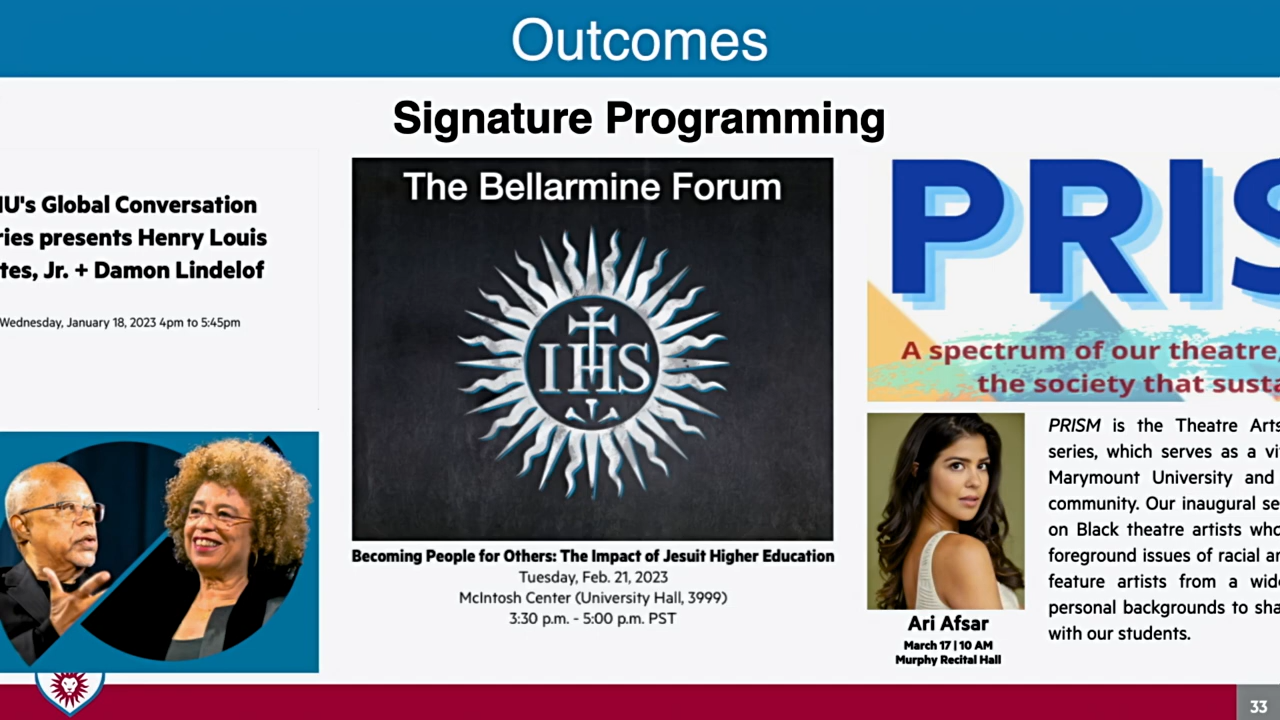 Outcomes
Signature Programming
MU's Global Conversation
ries presents Henry Louis
tes, Jr. + Damon Lindelof
Wednesday, January 18, 2023 4pm to 5:45pm
The Bellarmine Forum
IHS
Becoming People for Others: The Impact of Jesuit Higher Education
Tuesday, Feb. 21, 2023
McIntosh Center (University Hall, 3999)
3:30 p.m. - 5:00 p.m. PST
PRIS
A spectrum of our theatre,
the society that susta
Ari Afsar
March 17 | 10 AM
Murphy Recital Hall
PRISM is the Theatre Arts
series, which serves as a vi
Marymount University and
community. Our inaugural se
on Black theatre artists who
foreground issues of racial a
feature artists from a wid
personal backgrounds to sha
with our students.
33